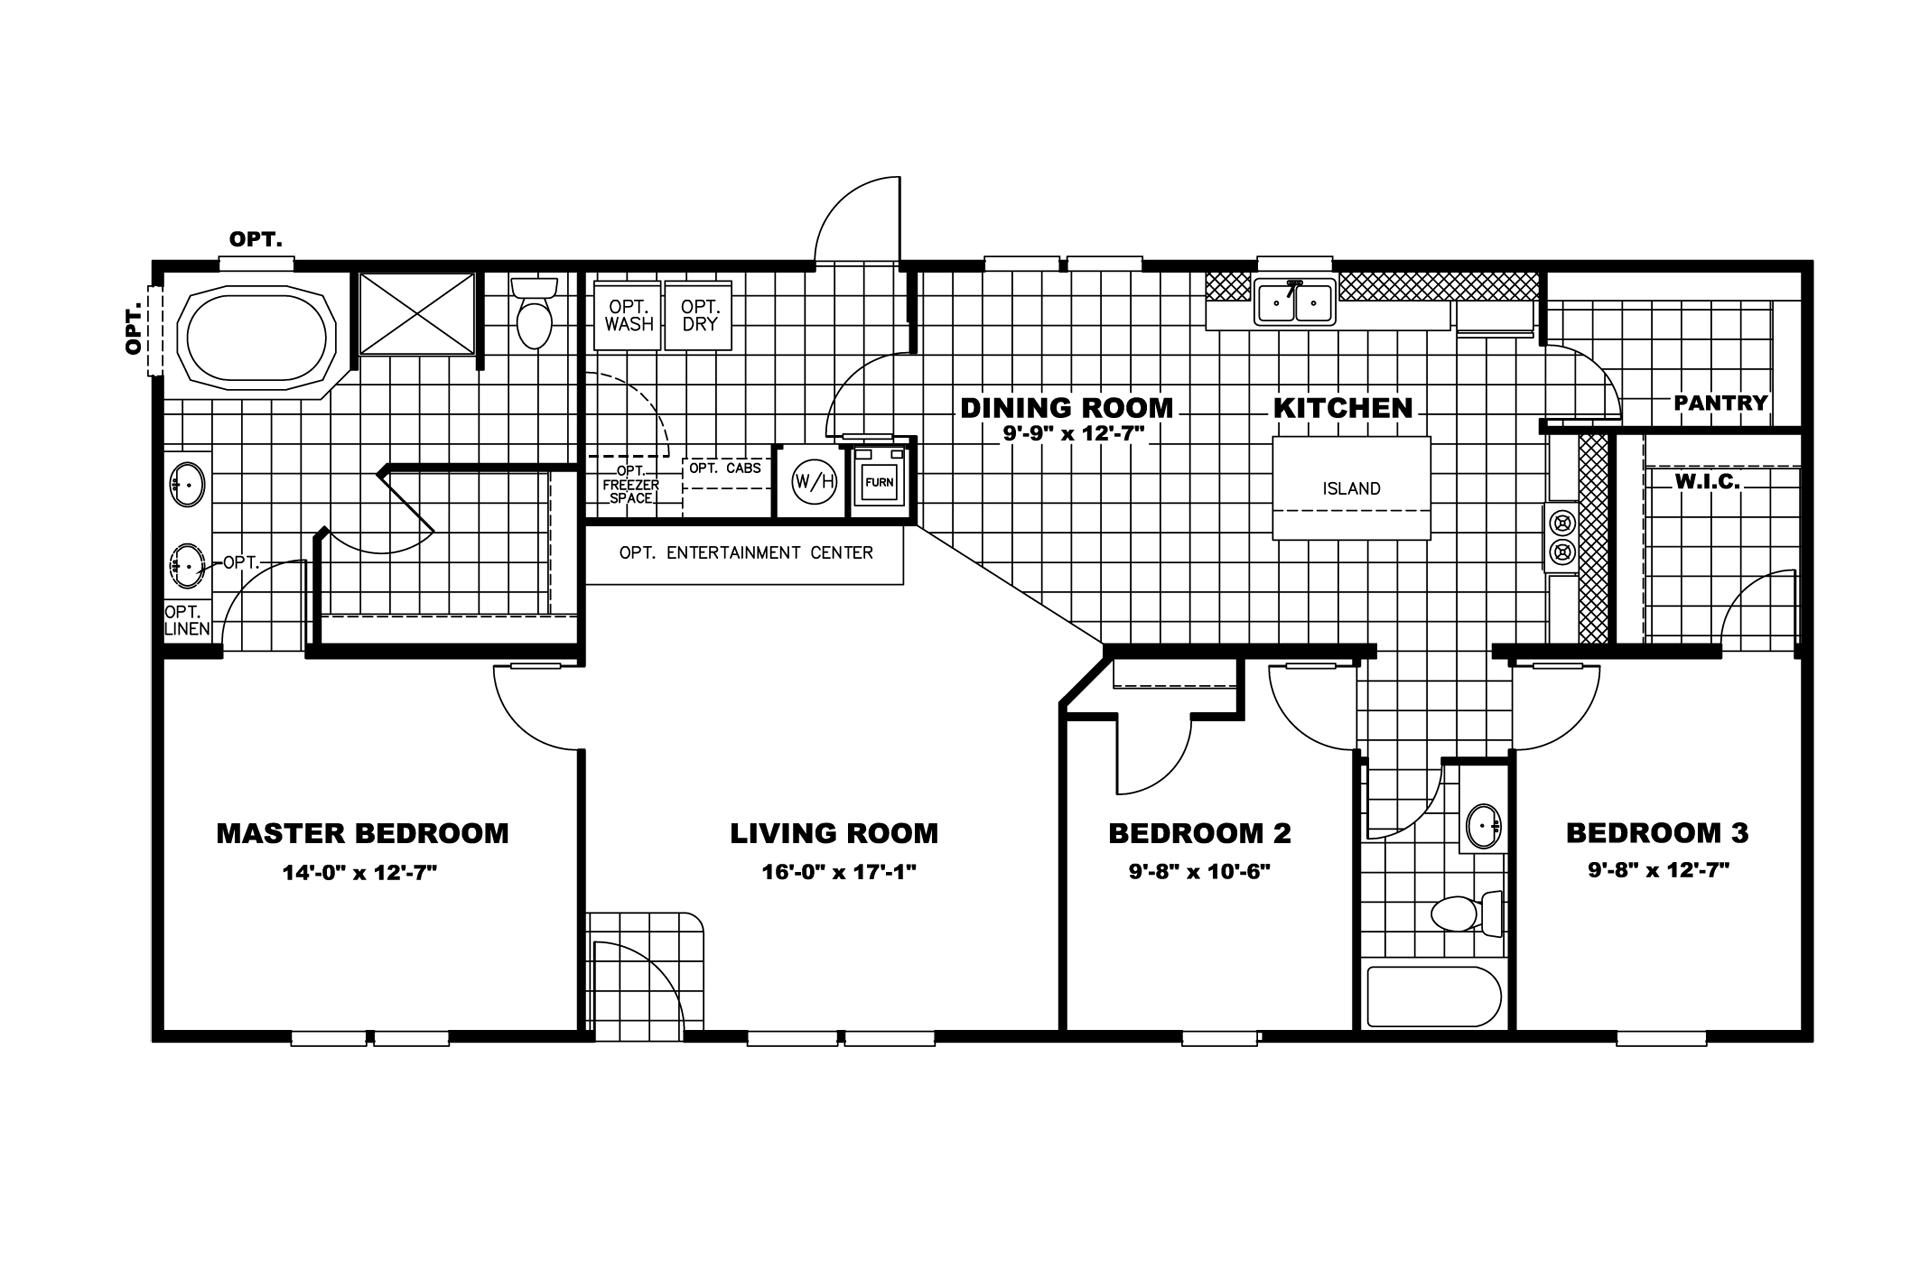 OPT.
OPT.
OPT.
WASH
OPT.
DRY
DINING ROOM
9'-9" x 12'-7"
KITCHEN
PANTRY
OPT.
FREEZER
SPACE
OPT. CABS
W/H
FURN
ISLAND
W.I.C.
OPT.
OPT.
LINEN
OPT. ENTERTAINMENT CENTER
MASTER BEDROOM
14'-0" x 12'-7"
LIVING ROOM
16'-0" x 17'-1"
BEDROOM 2
9'-8" x 10'-6"
BEDROOM 3
9'-8" x 12'-7"